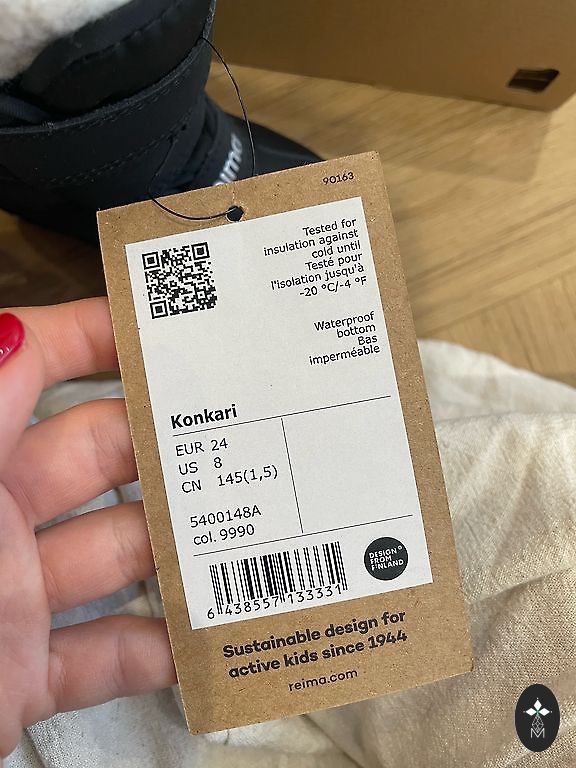 reima
90163
Tested for
insulation against
cold until
Testé pour
l'isolation jusqu'à
-20 °C/-4 °F
Waterproof
bottom
Bas
imperméable
Konkari
EUR 24
US 8
CN 145(1,5)
5400148A
col. 9990
6 438557 133331
DESIGN
FROM
FINLAND
Sustainable design for
active kids since 1944
reima.com
M